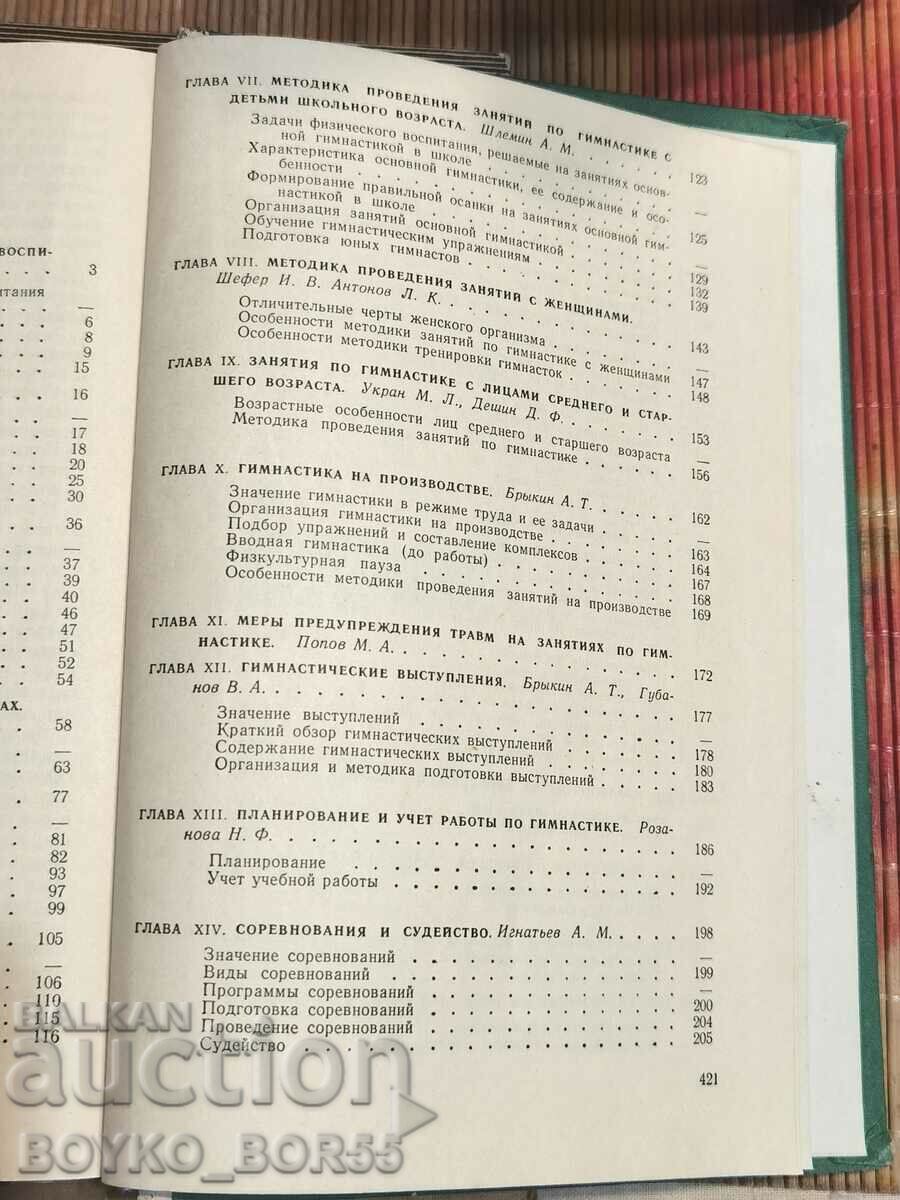 ВОСПИ-
. . . . 3
итания
—
6
8
9
15
16
—
17
18
20
25
30
36
—
37
39
40
46
47
51
52
54
АХ.
58
—
63
77
—
81
82
93
97
99
105
—
106
110
115
116
ГЛАВА VII. МЕТОДИКА ПРОВЕДЕНИЯ ЗАНЯТИЙ ПО ГИМНАСТИКЕ С
ДЕТЬМИ ШКОЛЬНОГО ВОЗРАСТА. Шлемин А. М. . . . . . 123
Задачи физического воспитания, решаемые на занятиях основ-
ной гимнастикой в школе . . . . . . . . —
Характеристика основной гимнастики, ее содержание и осо-
бенности . . . . . . . . . . 125
Формирование правильной осанки на занятиях основной гим-
настикой в школе . . . . . . . . 129
Организация занятий основной гимнастикой . . . . . 132
Обучение гимнастическим упражнениям . . . . . . 139
Подготовка юных гимнастов . . . . . . . .
ГЛАВА VIII. МЕТОДИКА ПРОВЕДЕНИЯ ЗАНЯТИЙ С ЖЕНЩИНАМИ.
Шефер И. В. Антонов Л. К. . . . . . . . 143
Отличительные черты женского организма . . . . . —
Особенности методики занятий по гимнастике с женщинами 147
Особенности методики тренировки гимнасток . . . . . 148
ГЛАВА IX. ЗАНЯТИЯ ПО ГИМНАСТИКЕ С ЛИЦАМИ СРЕДНЕГО И СТАР-
ШЕГО ВОЗРАСТА. Укран М. Л., Дешин Д. Ф. . . . . . . 153
Возрастные особенности лиц среднего и старшего возраста —
Методика проведения занятий по гимнастике . . . . . 156
ГЛАВА X. ГИМНАСТИКА НА ПРОИЗВОДСТВЕ. Брыкин А. Т. . . . . . 162
Значение гимнастики в режиме труда и ее задачи . . . . —
Организация гимнастики на производстве . . . . . . 163
Подбор упражнений и составление комплексов . . . . . 164
Вводная гимнастика (до работы) . . . . . . . 167
Физкультурная пауза . . . . . . . . . 168
Особенности методики проведения занятий на производстве 169
ГЛАВА XI. МЕРЫ ПРЕДУПРЕЖДЕНИЯ ТРАВМ НА ЗАНЯТИЯХ ПО ГИМ-
НАСТИКЕ. Попов М. А. . . . . . . . . . 172
ГЛАВА XII. ГИМНАСТИЧЕСКИЕ ВЫСТУПЛЕНИЯ. Брыкин А. Т., Губа-
нов В. А. . . . . . . . . . . . 177
Значение выступлений . . . . . . . . . —
Краткий обзор гимнастических выступлений . . . . . 178
Содержание гимнастических выступлений . . . . . . 180
Организация и методика подготовки выступлений . . . . 183
ГЛАВА XIII. ПЛАНИРОВАНИЕ И УЧЕТ РАБОТЫ ПО ГИМНАСТИКЕ. Роза-
нова Н. Ф. . . . . . . . . . . . 186
Планирование . . . . . . . . . . . —
Учет учебной работы . . . . . . . . . 192
ГЛАВА XIV. СОРЕВНОВАНИЯ И СУДЕЙСТВО. Игнатьев А. М. . . . . 198
Значение соревнований . . . . . . . . . —
Виды соревнований . . . . . . . . . . 199
Программы соревнований . . . . . . . . . —
Подготовка соревнований . . . . . . . . . 200
Проведение соревнований . . . . . . . . . 204
Судейство . . . . . . . . . . . . 205
421
BALKAN
auction
BOYKO_BOR55